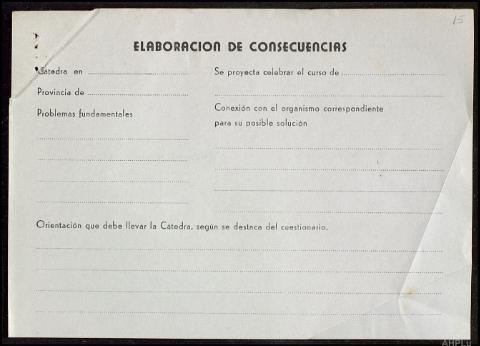 15
ELABORACION DE CONSECUENCIAS
Cátedra en
Provincia de
Problemas fundamentales
Se proyecta celebrar el curso de
Conexión con el organismo correspondiente
para su posible solución
Orientación que debe llevar la Cátedra, según se destaca del cuestionario.
AHPLu